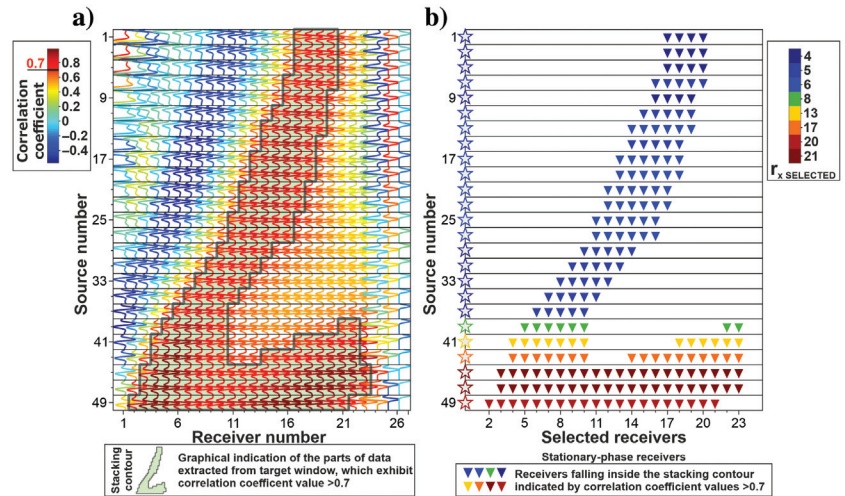 a)
0.7
0.8
0.6
0.4
0.2
0
−0.2
−0.4
Correlation
coefficient
Source number
1
9
17
25
33
41
49
1 6 11 16 21 26
Receiver number
Stacking
contour
Graphical indication of the parts of data
extracted from target window, which exhibit
correlation coefficent value >0.7
b)
Source number
1
9
17
25
33
41
49
2 5 8 11 14 17 20 23
Selected receivers
4
5
6
8
13
17
20
21
rx SELECTED
Stationary-phase receivers
Receivers falling inside the stacking contour
indicated by correlation coefficient values >0.7